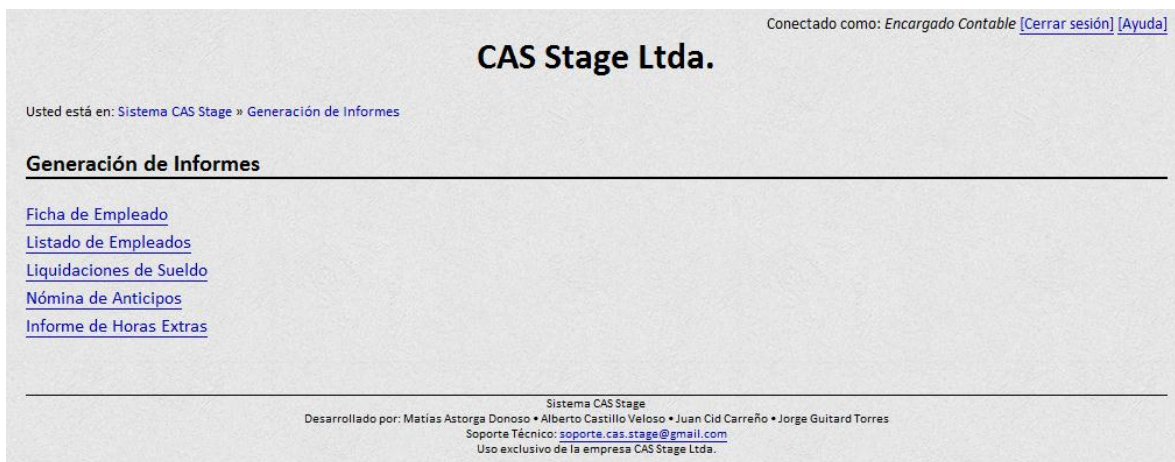 Conectado como: Encargado Contable [Cerrar sesión] [Ayuda]
CAS Stage Ltda.
Usted está en: Sistema CAS Stage » Generación de Informes
Generación de Informes
Ficha de Empleado
Listado de Empleados
Liquidaciones de Sueldo
Nómina de Anticipos
Informe de Horas Extras
Sistema CAS Stage
Desarrollado por: Matías Astorga Donoso • Alberto Castillo Veloso • Juan Cid Carreño • Jorge Guitard Torres
Soporte Técnico: soporte.cas.stage@gmail.com
Uso exclusivo de la empresa CAS Stage Ltda.